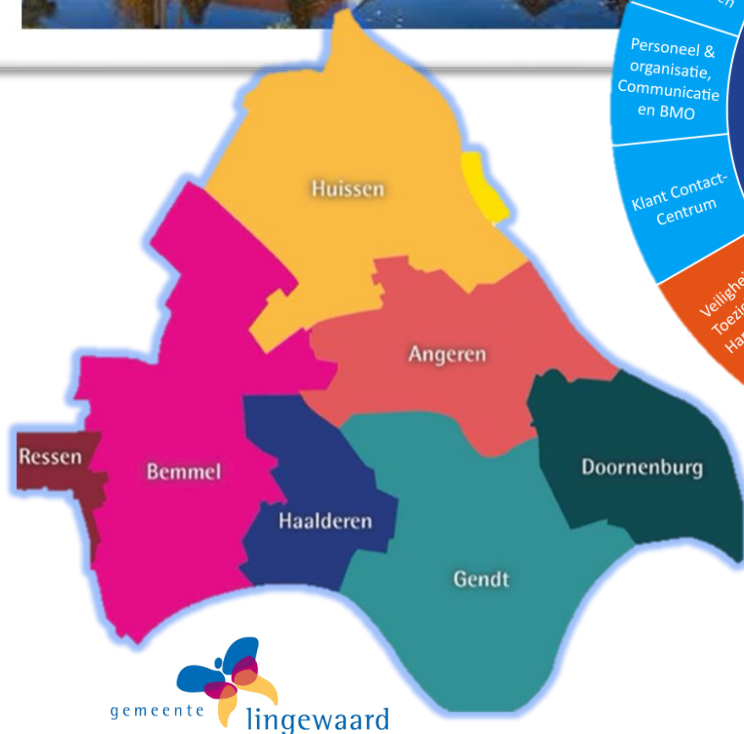 Personeel &
organisatie,
Communicatie
en BMO
Klant Contact-
Centrum
Huissen
Angeren
Ressen
Bemmel
Doornenburg
Haalderen
Gendt
gemeente
lingewaard